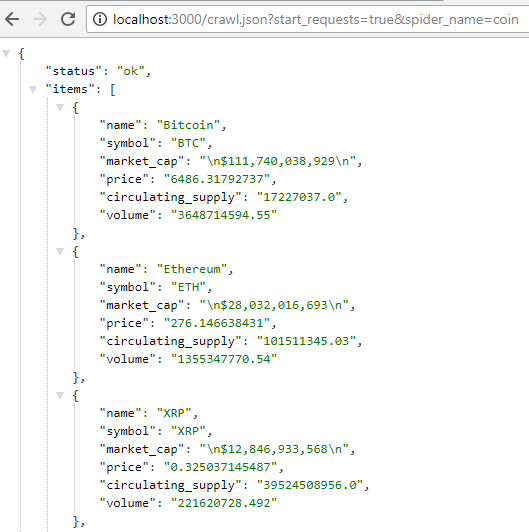 localhost:3000/crawl.json?start_requests=true&spider_name=coin
{
"status": "ok",
"items": [
{
"name": "Bitcoin",
"symbol": "BTC",
"market_cap": "\n$111,740,038,929\n",
"price": "6486.31792737",
"circulating_supply": "17227037.0",
"volume": "3648714594.55"
},
{
"name": "Ethereum",
"symbol": "ETH",
"market_cap": "\n$28,032,016,693\n",
"price": "276.146638431",
"circulating_supply": "101511345.03",
"volume": "1355347770.54"
},
{
"name": "XRP",
"symbol": "XRP",
"market_cap": "\n$12,846,933,568\n",
"price": "0.325037145487",
"circulating_supply": "39524508956.0",
"volume": "221620728.492"
},